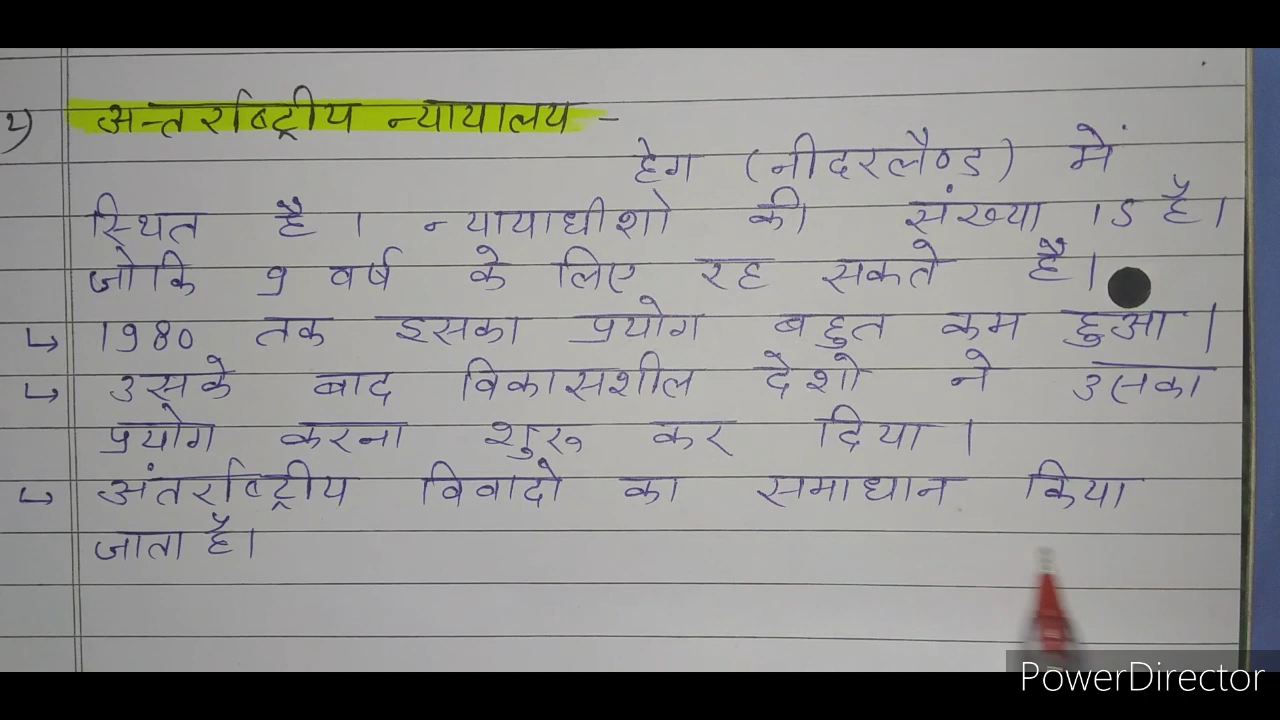 २) अन्तर्राष्ट्रीय न्यायालय -
हेग (नीदरलैण्ड) में
स्थित है । न्यायाधीशो की संख्या 15 है।
जोकि 9 वर्ष के लिए रह सकते है।
↳ 1980 तक इसका प्रयोग बहुत कम हुआ |
↳ उसके बाद विकासशील देशो ने उसका
प्रयोग करना शुरू कर दिया |
↳ अंतर्राष्ट्रीय विवादो का समाधान किया
जाता है।
PowerDirector